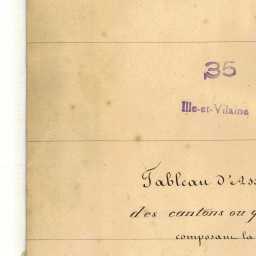 35
Ille-et-Vilaine
Tableau d'Ass
des cantons ou q
composant la